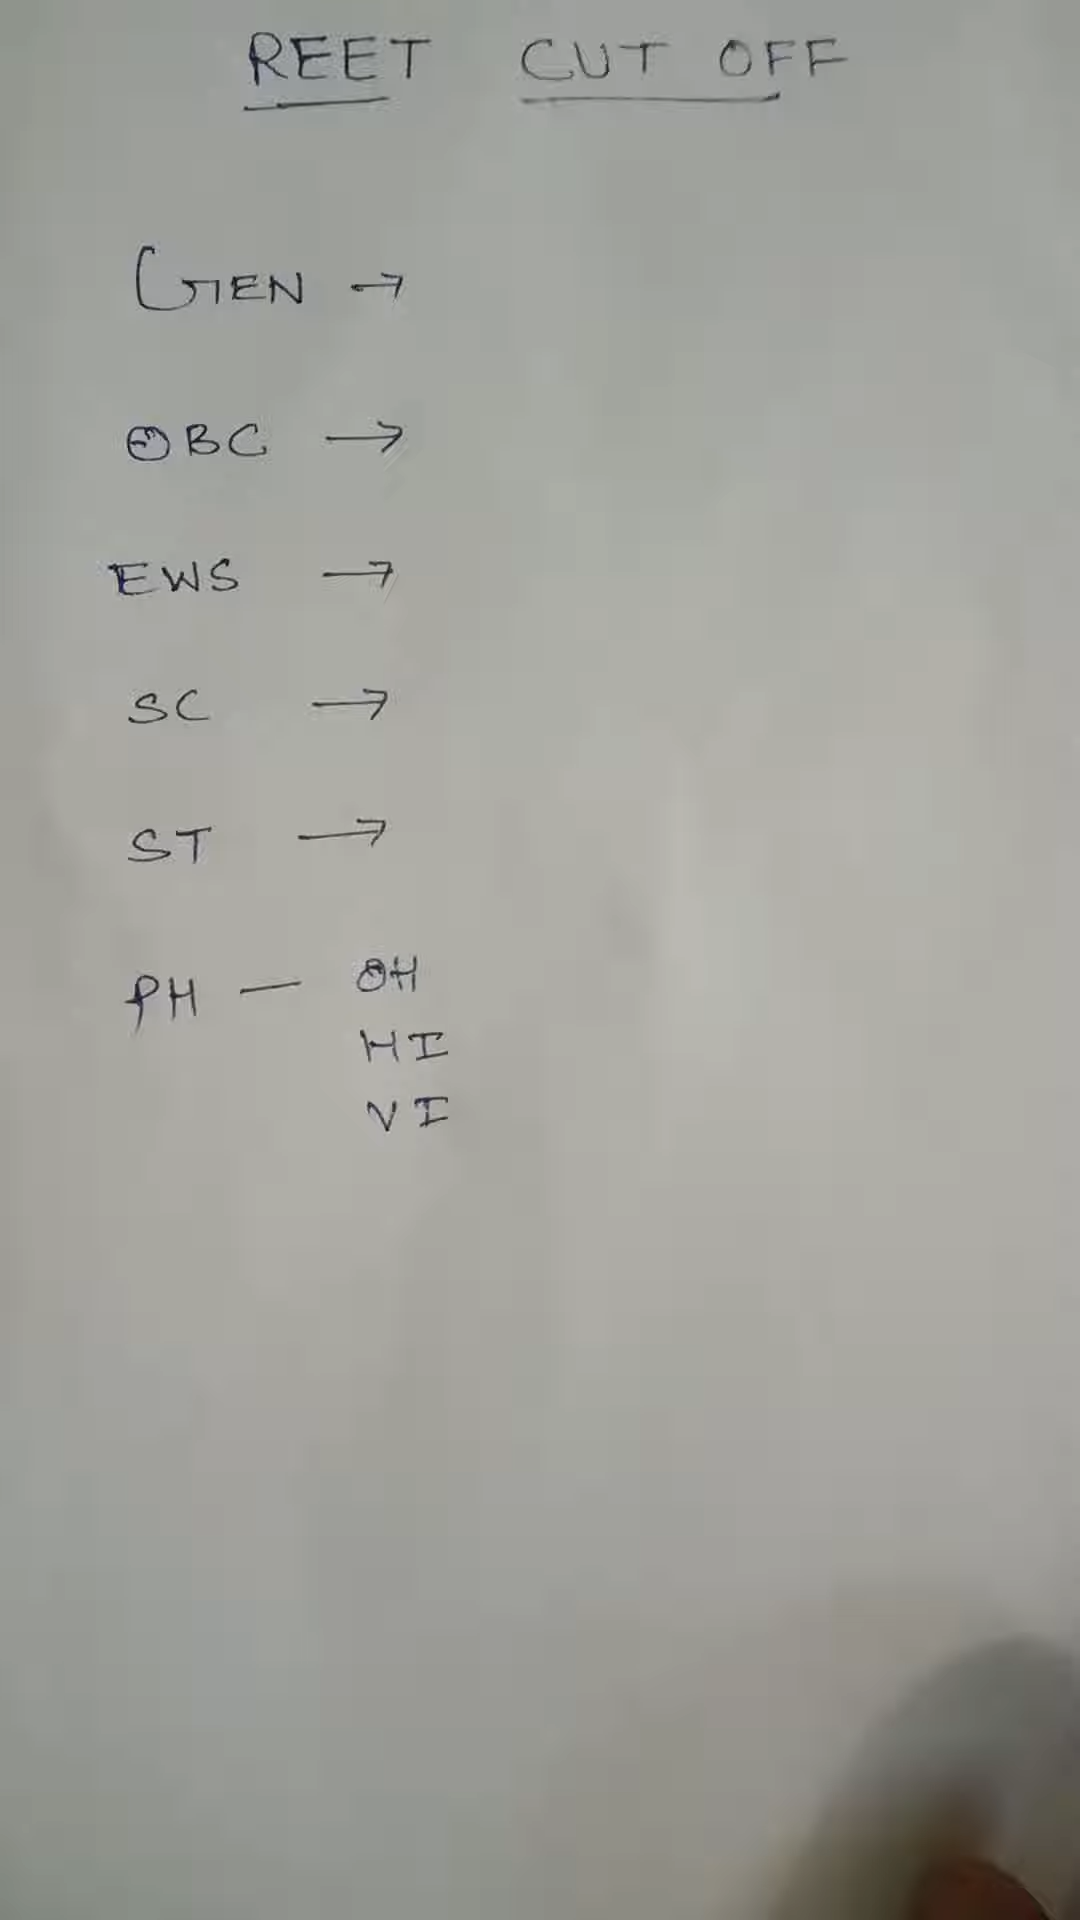 REET CUT OFF
GEN →
OBC →
EWS →
SC →
ST →
PH — OH
HI
VI